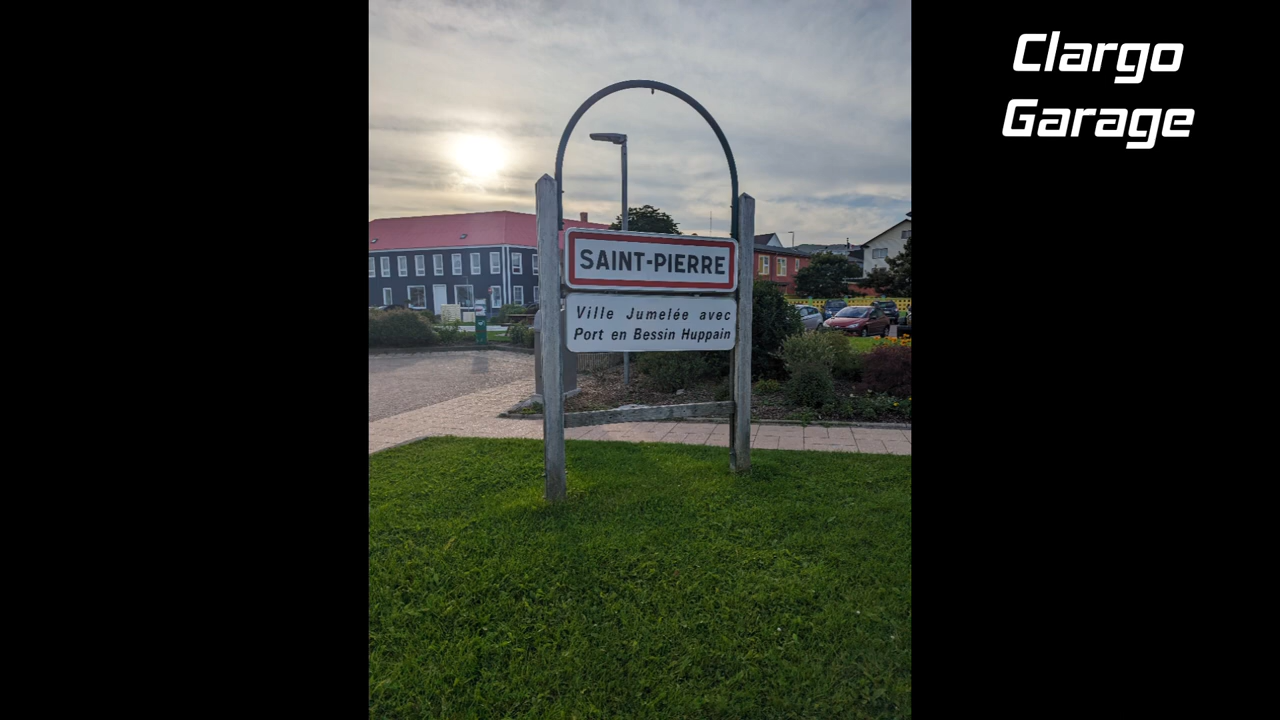 Clargo
Garage
SAINT-PIERRE
Ville Jumelée avec
Port en Bessin Huppain